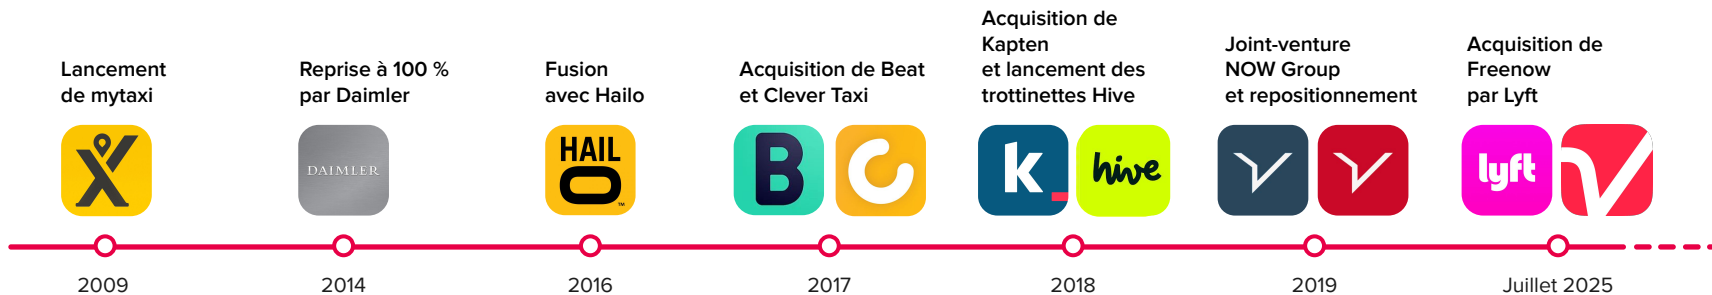 Lancement
de mytaxi
2009
Reprise à 100 %
par Daimler
DAIMLER
2014
Fusion
avec Hailo
HAIL
O
™
2016
Acquisition de Beat
et Clever Taxi
B
2017
Acquisition de
Kapten
et lancement des
trottinettes Hive
k_
hive
2018
Joint-venture
NOW Group
et repositionnement
2019
Acquisition de
Freenow
par Lyft
lyft
Juillet 2025